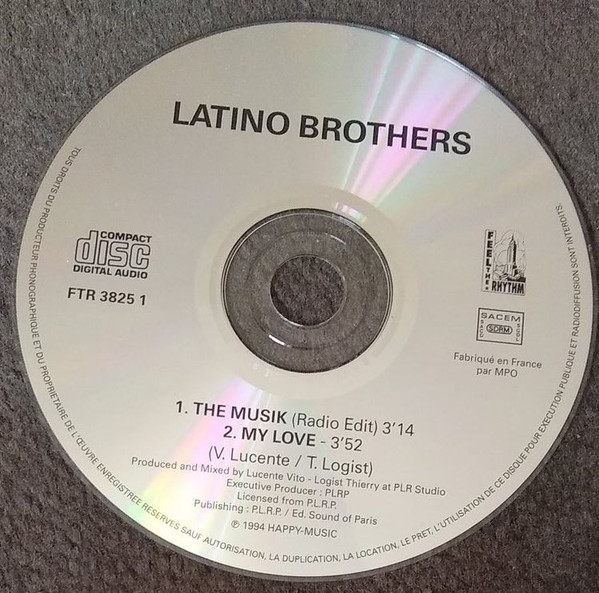 LATINO BROTHERS
COMPACT
disc
DIGITAL AUDIO
FTR 3825 1
FEEL THE
RHYTHM
SACEM
SACD
SDRM
SGDL
Fabriqué en France
par MPO
1. THE MUSIK (Radio Edit) 3'14
2. MY LOVE - 3'52
(V. Lucente / T. Logist)
Produced and Mixed by Lucente Vito - Logist Thierry at PLR Studio
Executive Producer : PLRP
Licensed from P.L.R.P.
Publishing : P.L.R.P. / Ed. Sound of Paris
℗ 1994 HAPPY-MUSIC
TOUS DROITS DU PRODUCTEUR PHONOGRAPHIQUE ET DU PROPRIETAIRE DE L'ŒUVRE ENREGISTREE RESERVES SAUF AUTORISATION, LA DUPLICATION, LA LOCATION, LE PRET, L'UTILISATION DE CE DISQUE POUR EXECUTION PUBLIQUE ET RADIODIFFUSION SONT INTERDITS.